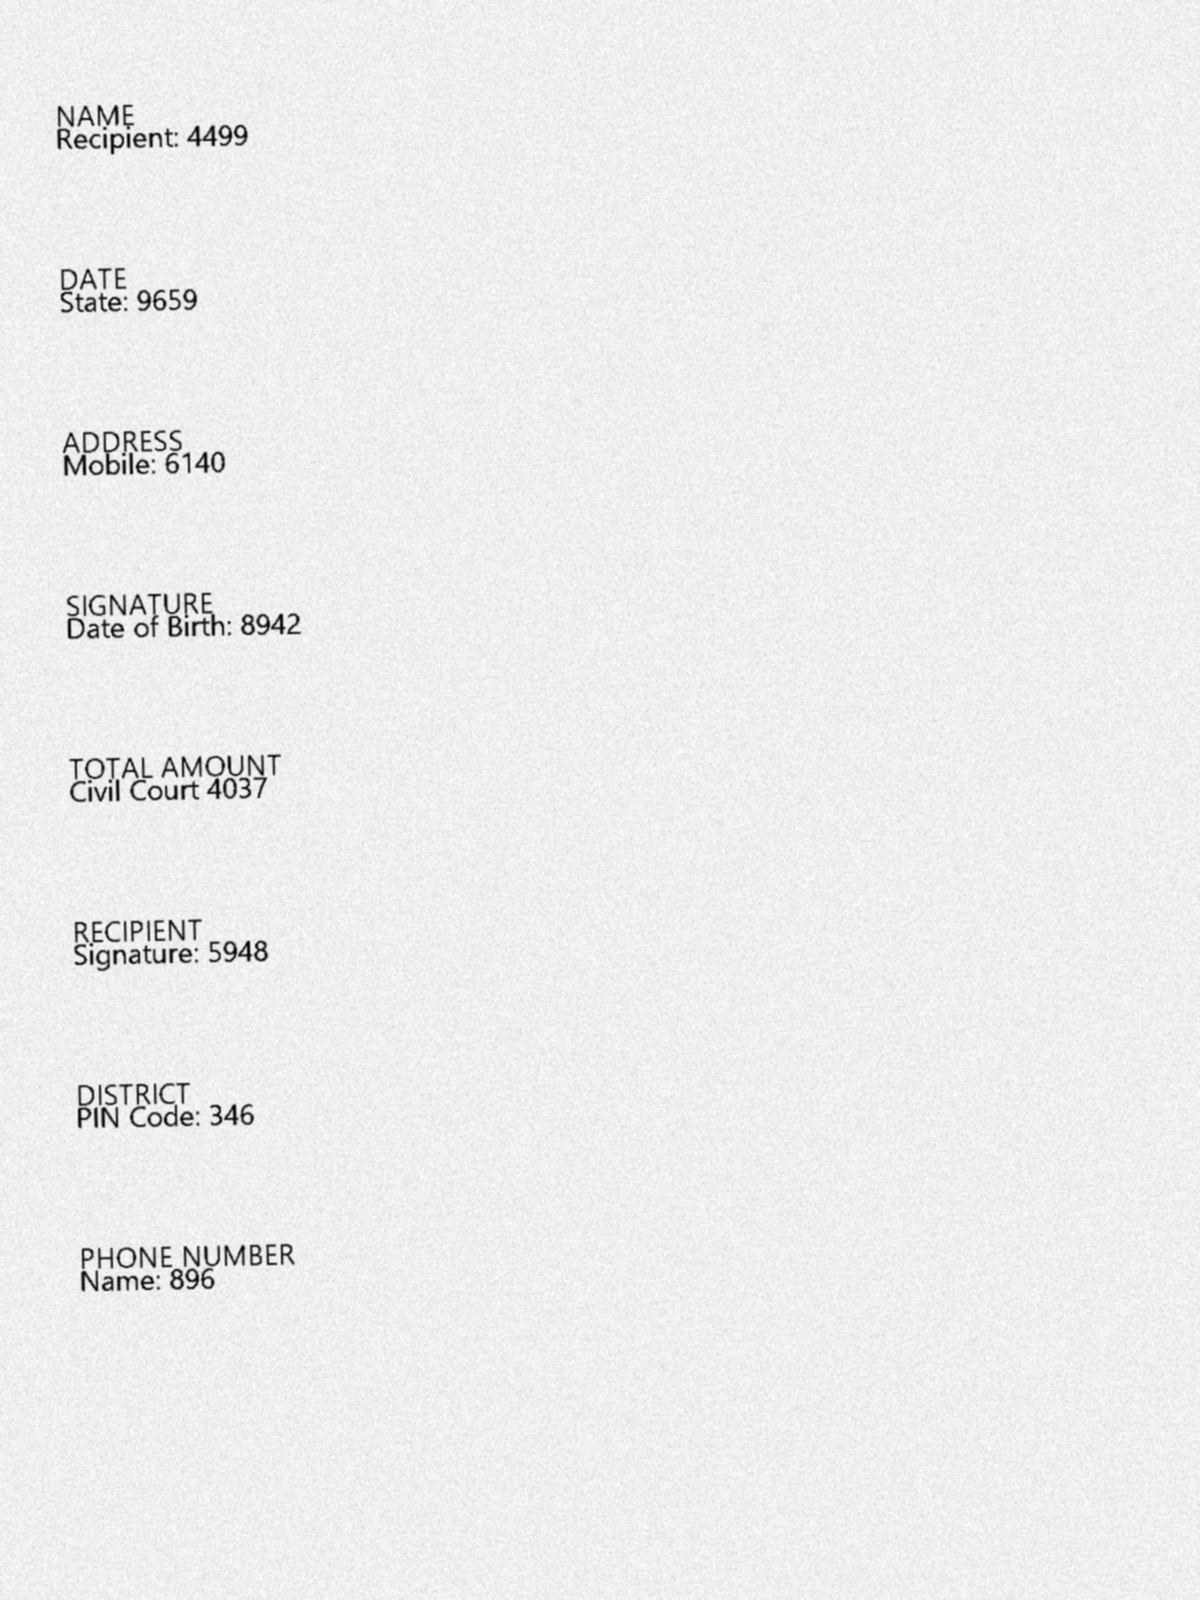 NAME
Recipient: 4499
DATE
State: 9659
ADDRESS
Mobile: 6140
SIGNATURE
Date of Birth: 8942
TOTAL AMOUNT
Civil Court 4037
RECIPIENT
Signature: 5948
DISTRICT
PIN Code: 346
PHONE NUMBER
Name: 896